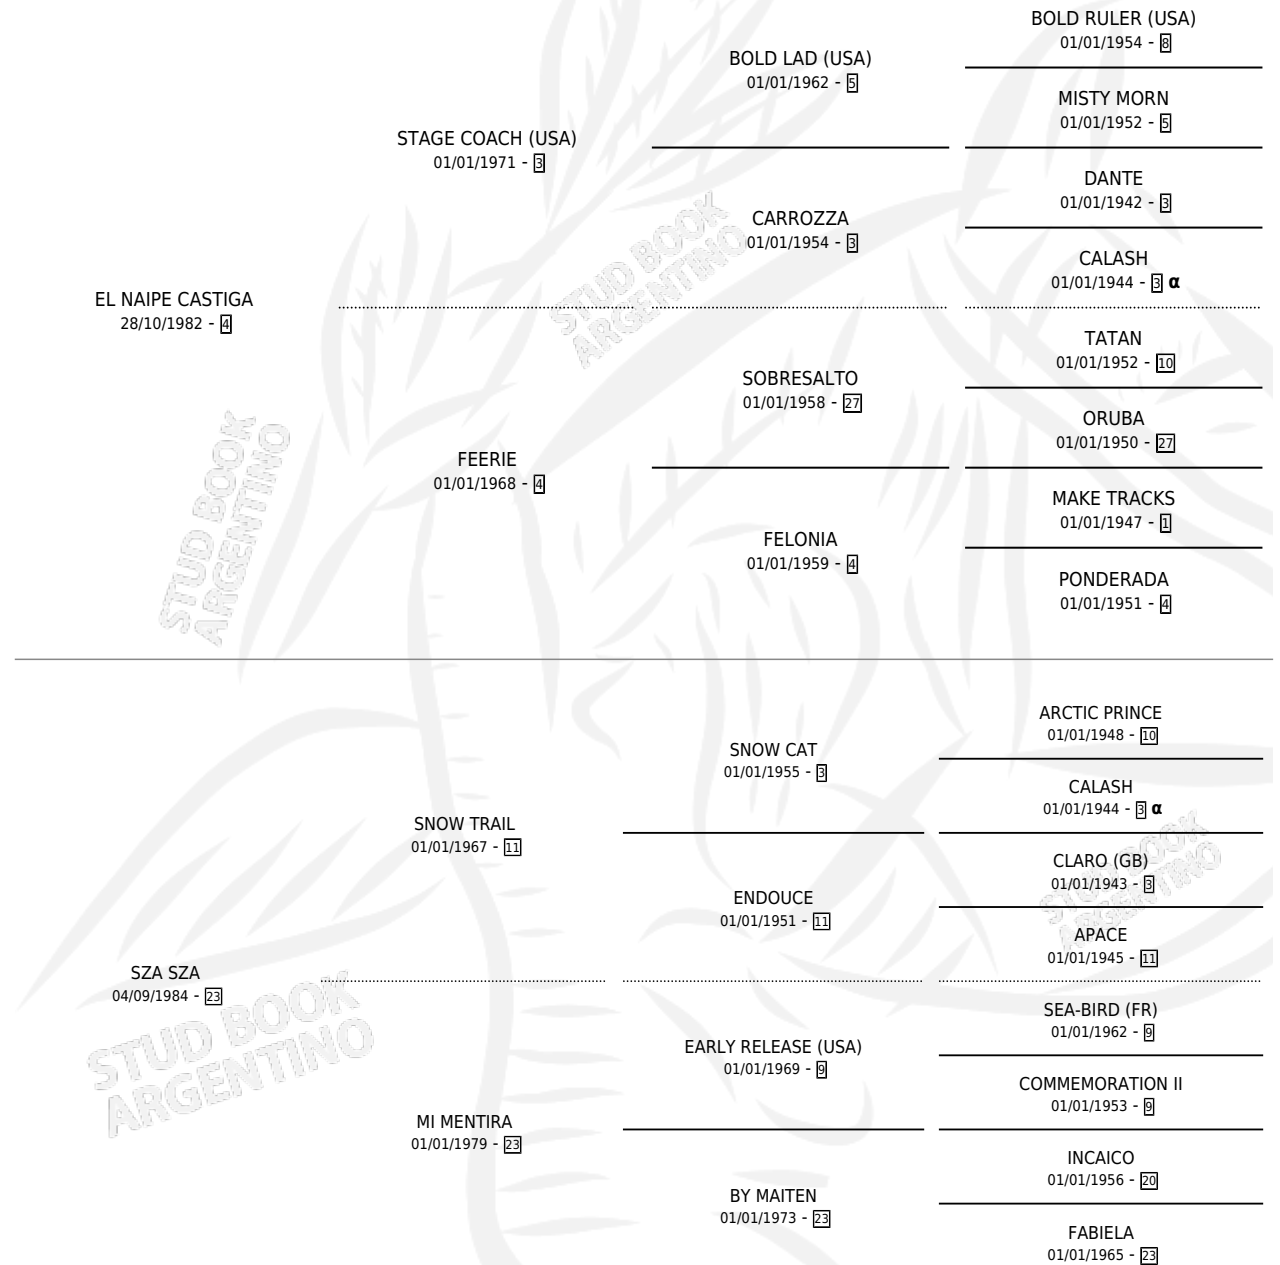 BOLD RULER (USA)
01/01/1954 - 8
BOLD LAD (USA)
01/01/1962 - 5
MISTY MORN
01/01/1952 - 5
STAGE COACH (USA)
01/01/1971 - 3
DANTE
01/01/1942 - 3
CARROZZA
01/01/1954 - 3
CALASH
01/01/1944 - 3 α
EL NAIPE CASTIGA
28/10/1982 - 4
TATAN
01/01/1952 - 10
SOBRESALTO
01/01/1958 - 27
ORUBA
01/01/1950 - 27
FEERIE
01/01/1968 - 4
MAKE TRACKS
01/01/1947 - 1
FELONIA
01/01/1959 - 4
PONDERADA
01/01/1951 - 4
ARCTIC PRINCE
01/01/1948 - 10
SNOW CAT
01/01/1955 - 3
CALASH
01/01/1944 - 3 α
SNOW TRAIL
01/01/1967 - 11
CLARO (GB)
01/01/1943 - 3
ENDOUCE
01/01/1951 - 11
APACE
01/01/1945 - 11
SZA SZA
04/09/1984 - 23
SEA-BIRD (FR)
01/01/1962 - 9
EARLY RELEASE (USA)
01/01/1969 - 9
COMMEMORATION II
01/01/1953 - 9
MI MENTIRA
01/01/1979 - 23
INCAICO
01/01/1956 - 20
BY MAITEN
01/01/1973 - 23
FABIELA
01/01/1965 - 23
STUD BOOK
ARGENTINO
STUD BOOK
ARGENTINO
STUD BOOK
ARGENTINO
STUD BOOK
ARGENTINO